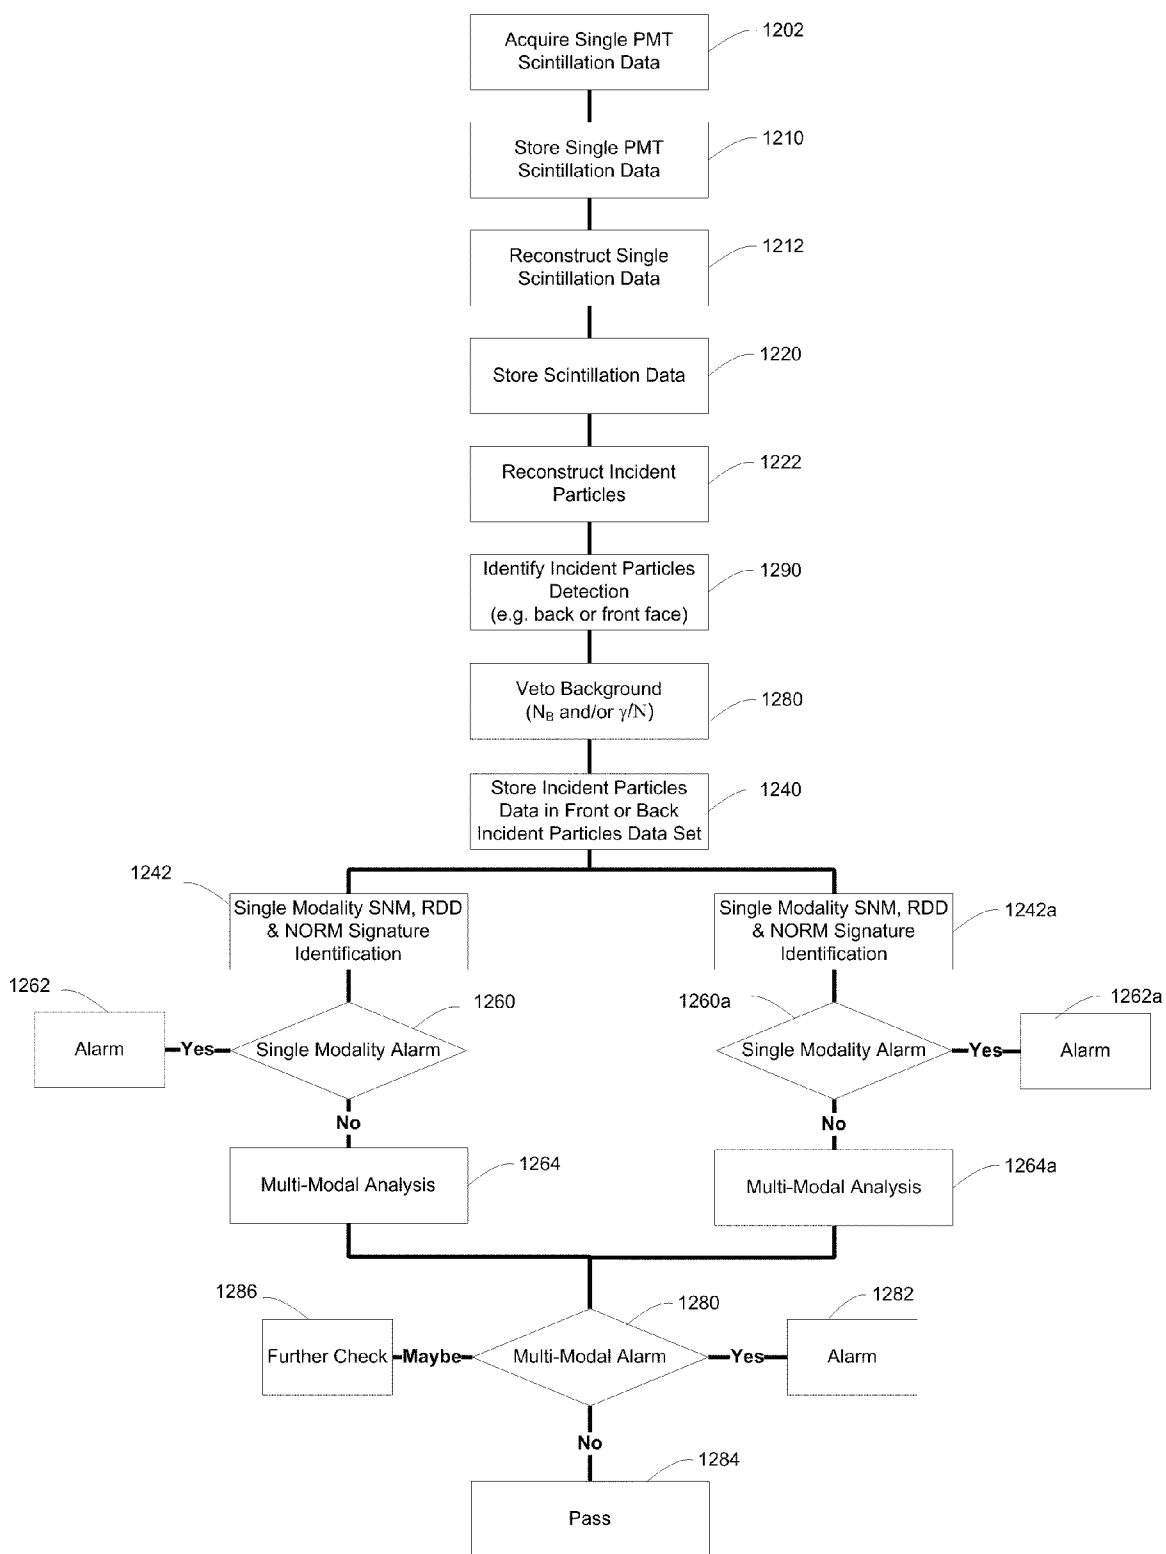 Acquire Single PMT
Scintillation Data
1202
Store Single PMT
Scintillation Data
1210
Reconstruct Single
Scintillation Data
1212
Store Scintillation Data
1220
Reconstruct Incident
Particles
1222
Identify Incident Particles
Detection
(e.g. back or front face)
1290
Veto Background
(NB and/or γ/N)
1280
Store Incident Particles
Data in Front or Back
Incident Particles Data Set
1240
1242
Single Modality SNM, RDD
& NORM Signature
Identification
Single Modality SNM, RDD
& NORM Signature
Identification
1242a
1262
Alarm
Yes
Single Modality Alarm
1260
1260a
Single Modality Alarm
Yes
Alarm
1262a
No
No
Multi-Modal Analysis
1264
Multi-Modal Analysis
1264a
1286
Further Check
Maybe
Multi-Modal Alarm
1280
Yes
Alarm
1282
No
1284
Pass